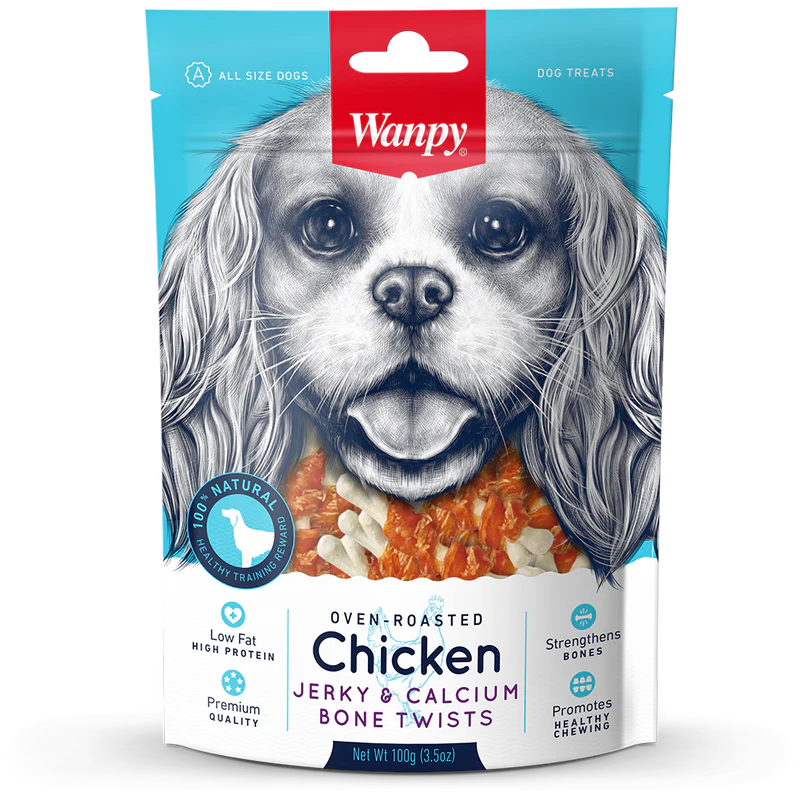 A ALL SIZE DOGS
DOG TREATS
Wanpy®
100% NATURAL
HEALTHY TRAINING REWARD
OVEN-ROASTED
Chicken
JERKY & CALCIUM
BONE TWISTS
Low Fat
HIGH PROTEIN
Premium
QUALITY
Strengthens
BONES
Promotes
HEALTHY
CHEWING
Net Wt 100g (3.5oz)